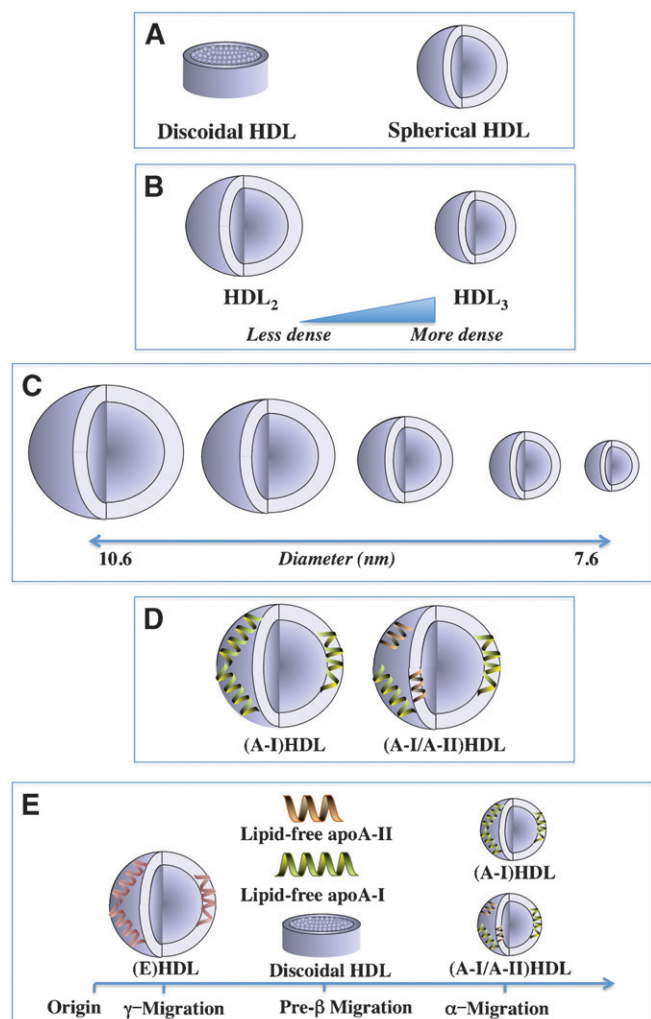 A
Discoidal HDL
Spherical HDL
B
HDL₂
HDL₃
Less dense
More dense
C
10.6
Diameter (nm)
7.6
D
(A-I)HDL
(A-I/A-II)HDL
E
Lipid-free apoA-II
Lipid-free apoA-I
(A-I)HDL
(E)HDL
Discoidal HDL
(A-I/A-II)HDL
Origin
γ–Migration
Pre-β Migration
α–Migration